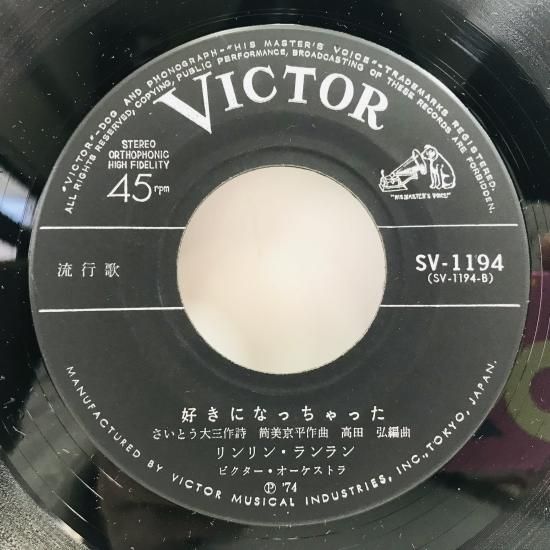 "VICTOR"-DOG AND PHONOGRAPH-"HIS MASTER'S VOICE"-TRADEMARKS REGISTERED.
ALL RIGHTS RESERVED, COPYING, PUBLIC PERFORMANCE, BROADCASTING OF THESE RECORDS ARE FORBIDDEN.
VICTOR
STEREO
ORTHOPHONIC
HIGH FIDELITY
45rpm
"HIS MASTER'S VOICE"
流行歌
SV-1194
(SV-1194-B)
好きになっちゃった
さいとう大三作詩 筒美京平作曲 高田 弘編曲
リンリン・ランラン
ビクター・オーケストラ
Ⓟ '74
MANUFACTURED BY VICTOR MUSICAL INDUSTRIES, INC., TOKYO, JAPAN.